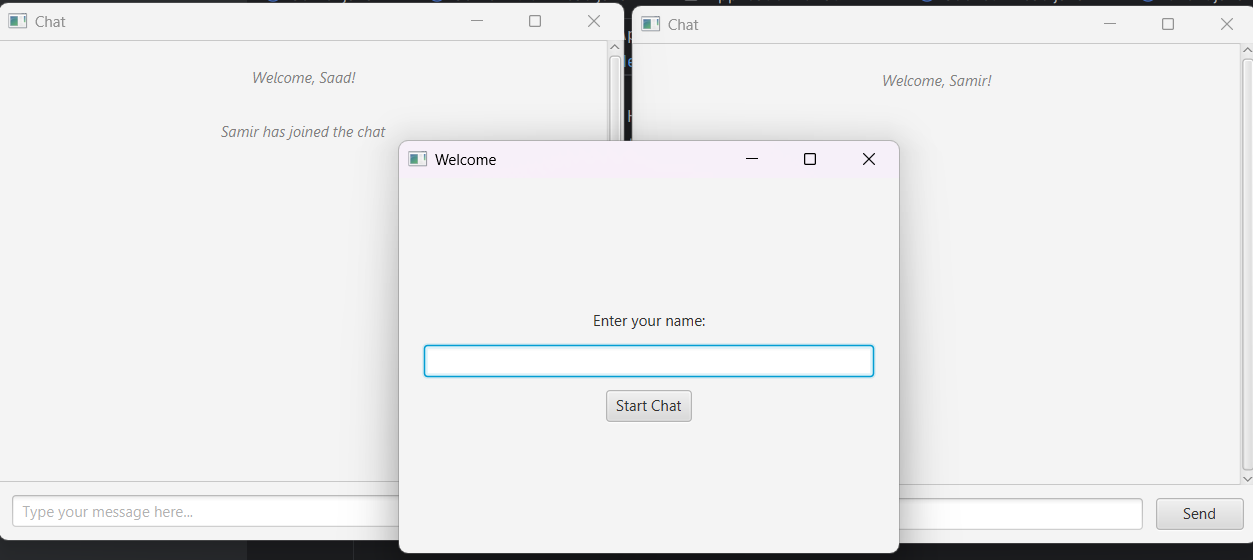 Chat
Welcome, Saad!
Samir has joined the chat
Type your message here...
Chat
Welcome, Samir!
Send
Welcome
Enter your name:
Start Chat